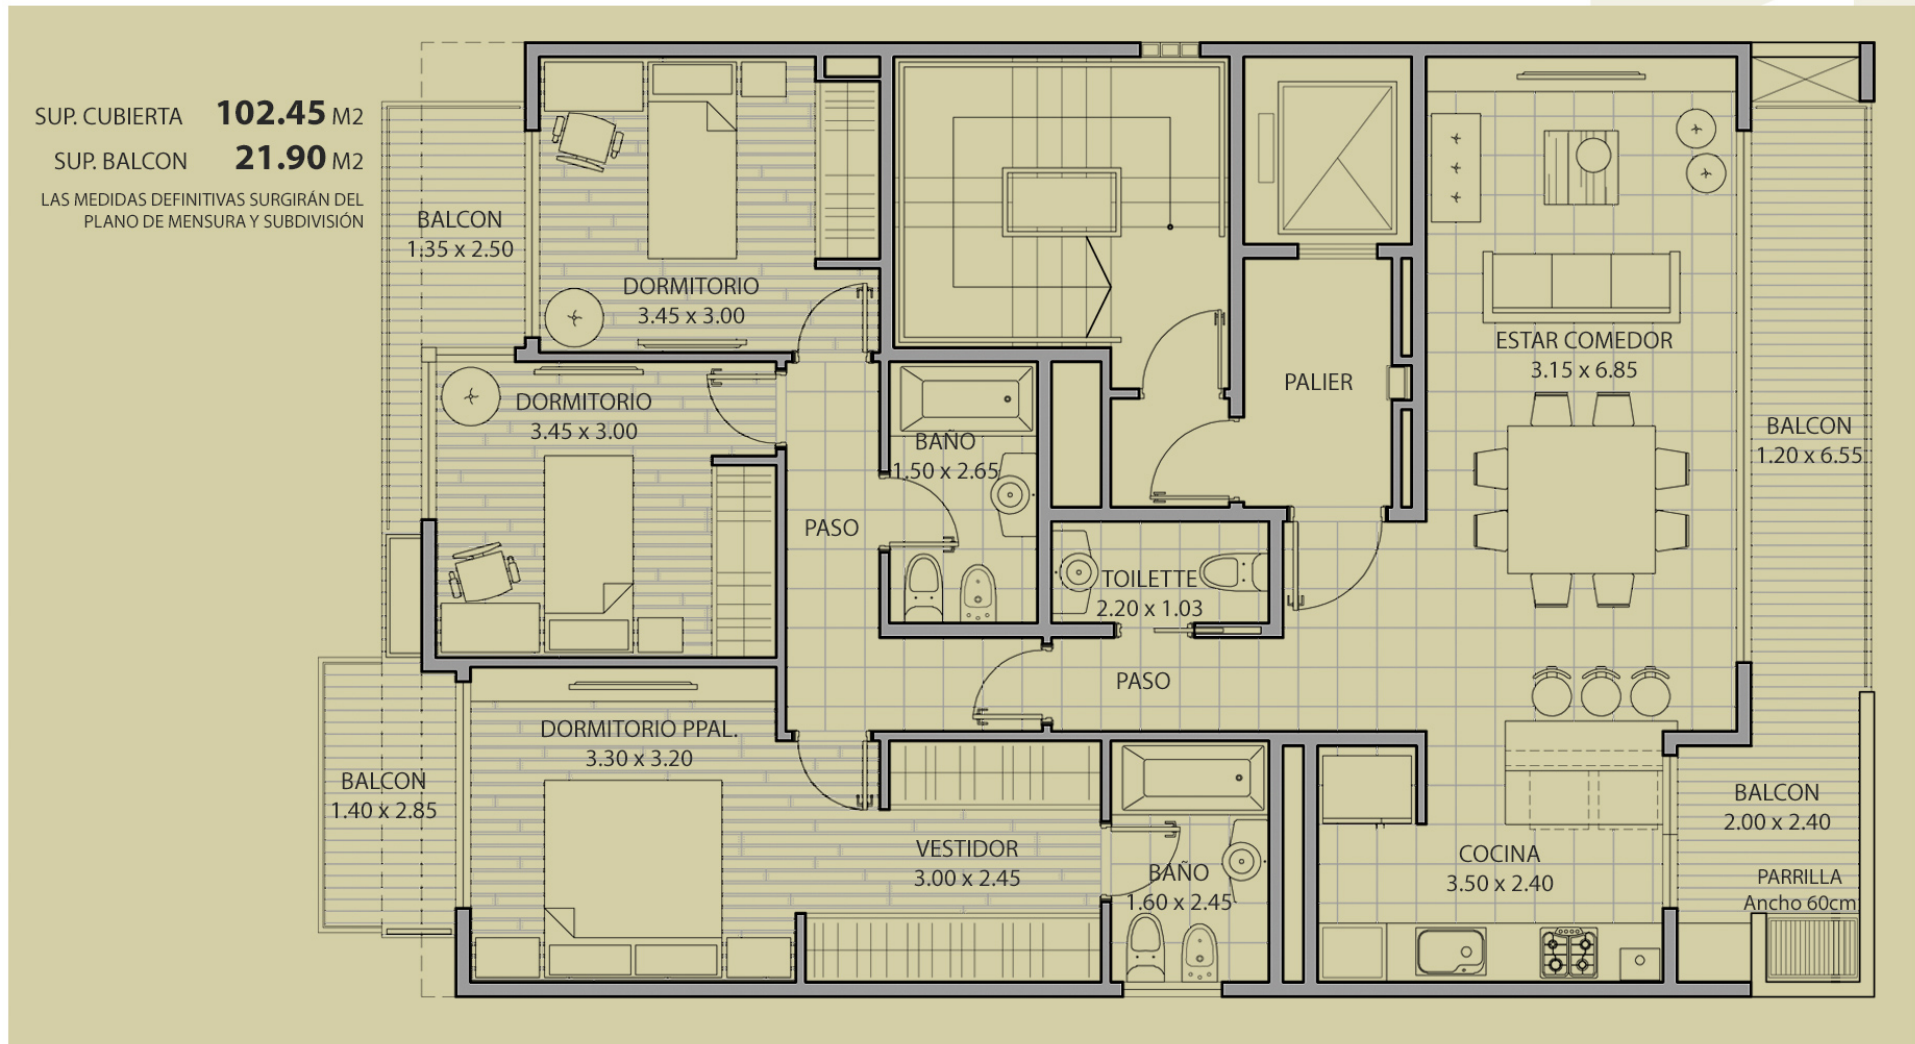 SUP. CUBIERTA 102.45 M2
SUP. BALCON 21.90 M2
LAS MEDIDAS DEFINITIVAS SURGIRÁN DEL
PLANO DE MENSURA Y SUBDIVISIÓN
BALCON
1.35 x 2.50
DORMITORIO
3.45 x 3.00
DORMITORIO
3.45 x 3.00
BAÑO
1.50 x 2.65
PASO
PALIER
ESTAR COMEDOR
3.15 x 6.85
BALCON
1.20 x 6.55
TOILETTE
2.20 x 1.03
PASO
DORMITORIO PPAL.
3.30 x 3.20
BALCON
1.40 x 2.85
VESTIDOR
3.00 x 2.45
BAÑO
1.60 x 2.45
COCINA
3.50 x 2.40
BALCON
2.00 x 2.40
PARRILLA
Ancho 60cm